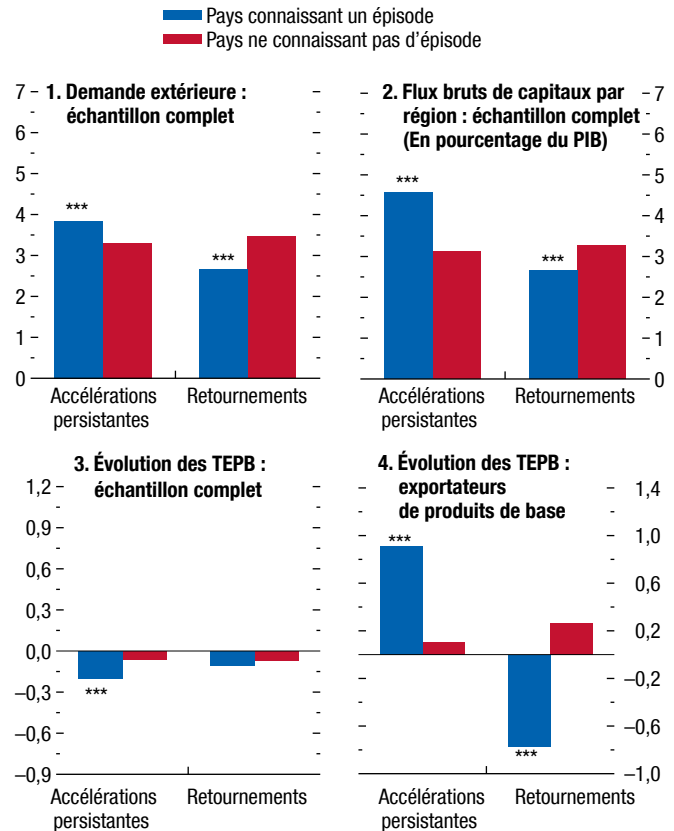 Pays connaissant un épisode
Pays ne connaissant pas d'épisode
1. Demande extérieure :
échantillon complet
7
6
5
4
3
2
1
0
***
***
Accélérations
persistantes
Retournements
2. Flux bruts de capitaux par
région : échantillon complet
(En pourcentage du PIB)
7
6
5
4
3
2
1
0
***
***
Accélérations
persistantes
Retournements
3. Évolution des TEPB :
échantillon complet
1,2
0,9
0,6
0,3
0,0
–0,3
–0,6
–0,9
***
Accélérations
persistantes
Retournements
4. Évolution des TEPB :
exportateurs
de produits de base
1,4
1,0
0,6
0,2
–0,2
–0,6
–1,0
***
***
Accélérations
persistantes
Retournements